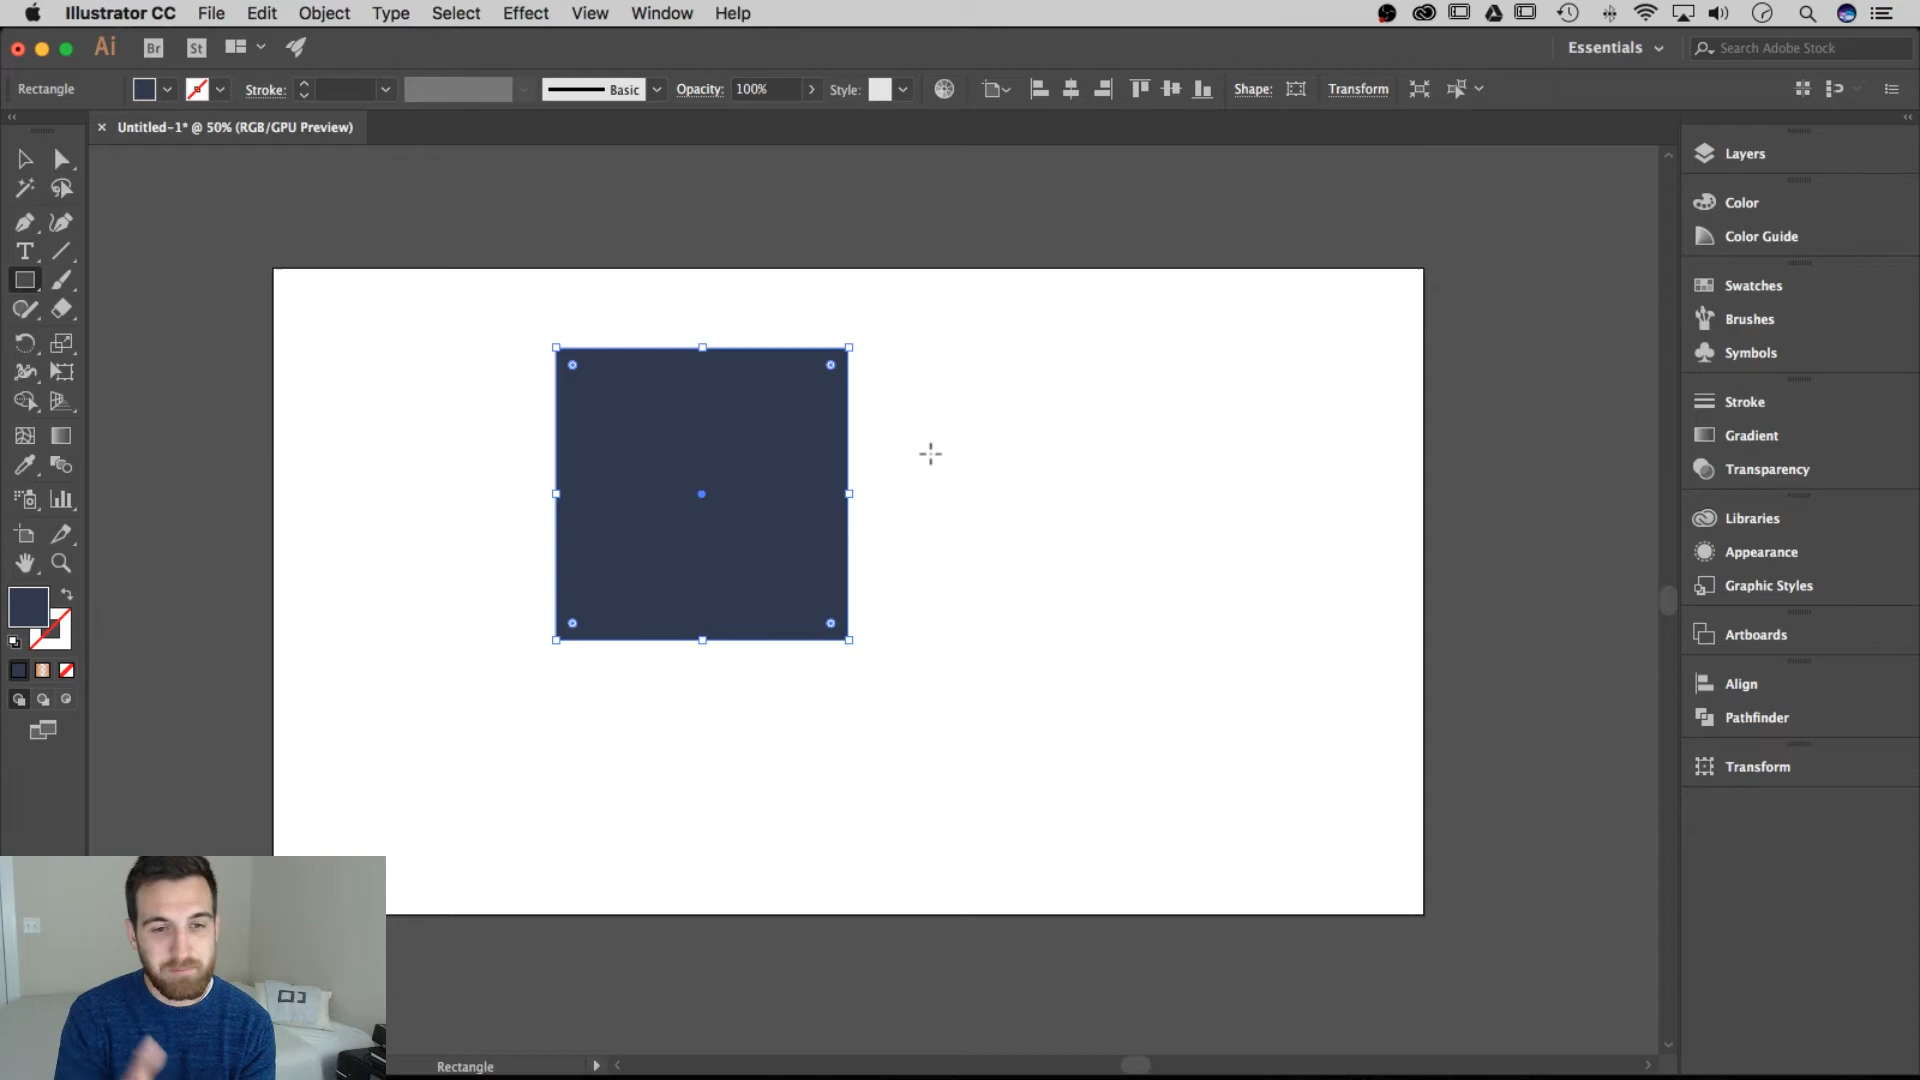 Illustrator CC File Edit Object Type Select Effect View Window Help
Ai Br St Essentials Search Adobe Stock
Rectangle Stroke: Basic Opacity: 100% Style: Shape: Transform
× Untitled-1* @ 50% (RGB/GPU Preview)
Layers
Color
Color Guide
Swatches
Brushes
Symbols
Stroke
Gradient
Transparency
Libraries
Appearance
Graphic Styles
Artboards
Align
Pathfinder
Transform
Rectangle